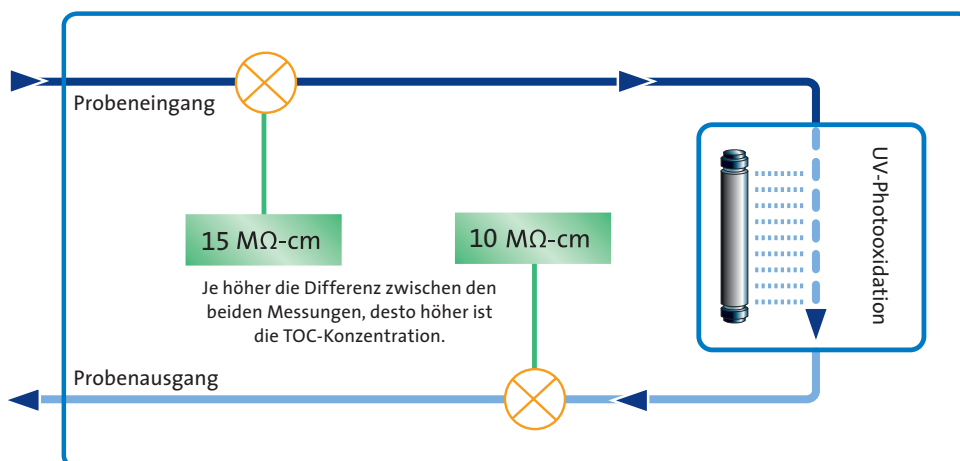 Probeneingang
15 MΩ-cm
10 MΩ-cm
Je höher die Differenz zwischen den
beiden Messungen, desto höher ist
die TOC-Konzentration.
UV-Photooxidation
Probenausgang